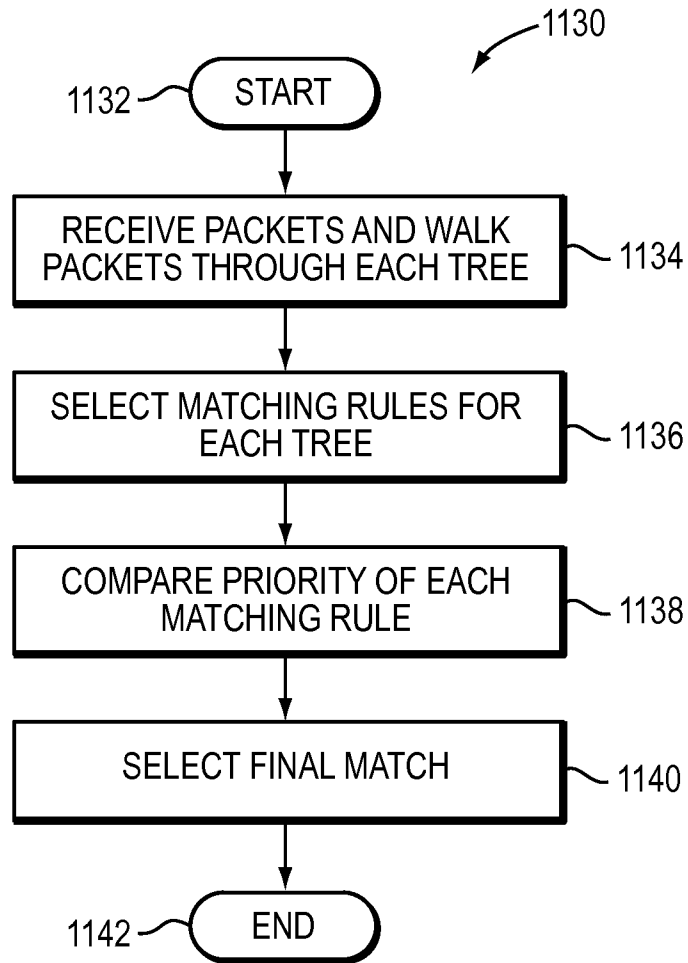 1130
1132
START
RECEIVE PACKETS AND WALK
PACKETS THROUGH EACH TREE
1134
SELECT MATCHING RULES FOR
EACH TREE
1136
COMPARE PRIORITY OF EACH
MATCHING RULE
1138
SELECT FINAL MATCH
1140
1142
END